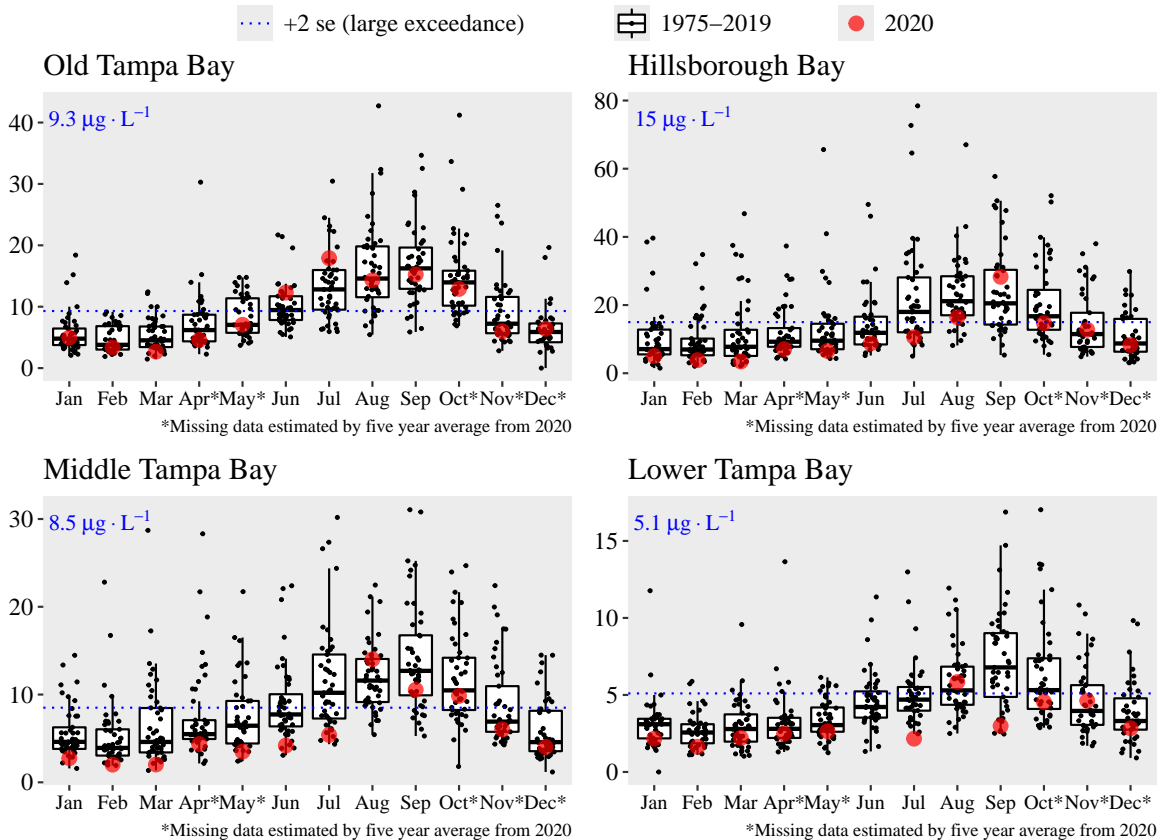 +2 se (large exceedance) 1975–2019 2020
Old Tampa Bay
9.3 μg · L⁻¹
40
30
20
10
0
Jan Feb Mar Apr* May* Jun Jul Aug Sep Oct* Nov* Dec*
*Missing data estimated by five year average from 2020
Hillsborough Bay
15 μg · L⁻¹
80
60
40
20
0
Jan Feb Mar Apr* May* Jun Jul Aug Sep Oct* Nov* Dec*
*Missing data estimated by five year average from 2020
Middle Tampa Bay
8.5 μg · L⁻¹
30
20
10
0
Jan Feb Mar Apr* May* Jun Jul Aug Sep Oct* Nov* Dec*
*Missing data estimated by five year average from 2020
Lower Tampa Bay
5.1 μg · L⁻¹
15
10
5
0
Jan Feb Mar Apr* May* Jun Jul Aug Sep Oct* Nov* Dec*
*Missing data estimated by five year average from 2020